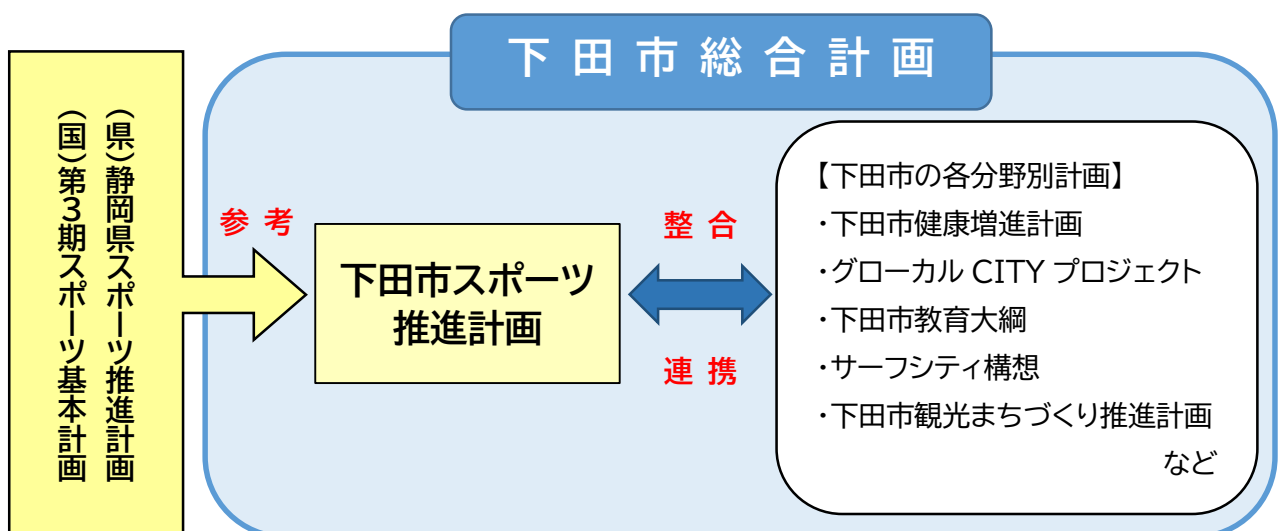 下田市総合計画
(県)静岡県スポーツ推進計画
(国)第3期スポーツ基本計画
参考
下田市スポーツ
推進計画
整合
連携
【下田市の各分野別計画】
・下田市健康増進計画
・グローカル CITY プロジェクト
・下田市教育大綱
・サーフシティ構想
・下田市観光まちづくり推進計画
など